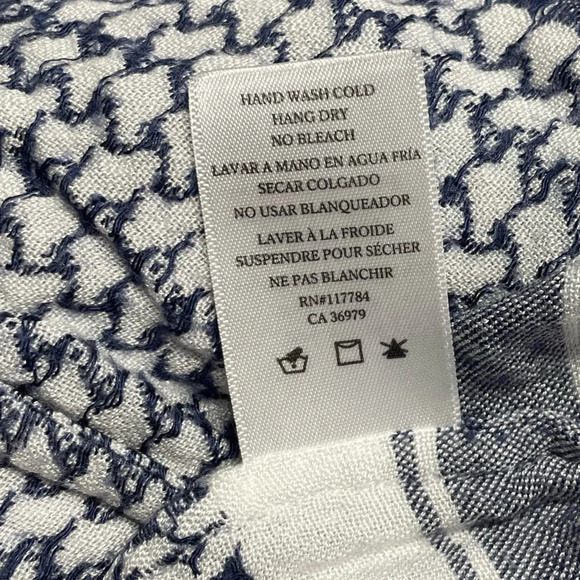 HAND WASH COLD
HANG DRY
NO BLEACH
LAVAR A MANO EN AGUA FRÍA
SECAR COLGADO
NO USAR BLANQUEADOR
LAVER À LA FROIDE
SUSPENDRE POUR SÉCHER
NE PAS BLANCHIR
RN#117784
CA 36979